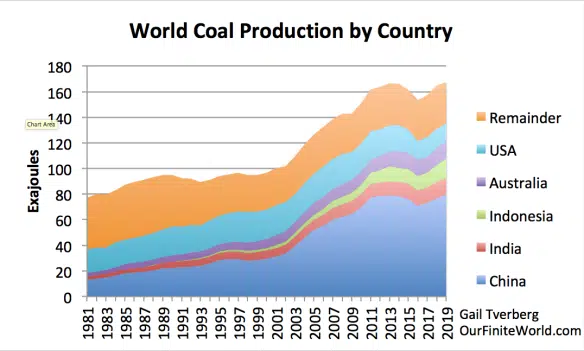 World Coal Production by Country
180
160
140
120
100
80
60
40
20
0
Chart Area
Exajoules
1981
1983
1985
1987
1989
1991
1993
1995
1997
1999
2001
2003
2005
2007
2009
2011
2013
2015
2017
2019
Remainder
USA
Australia
Indonesia
India
China
Gail Tverberg
OurFiniteWorld.com